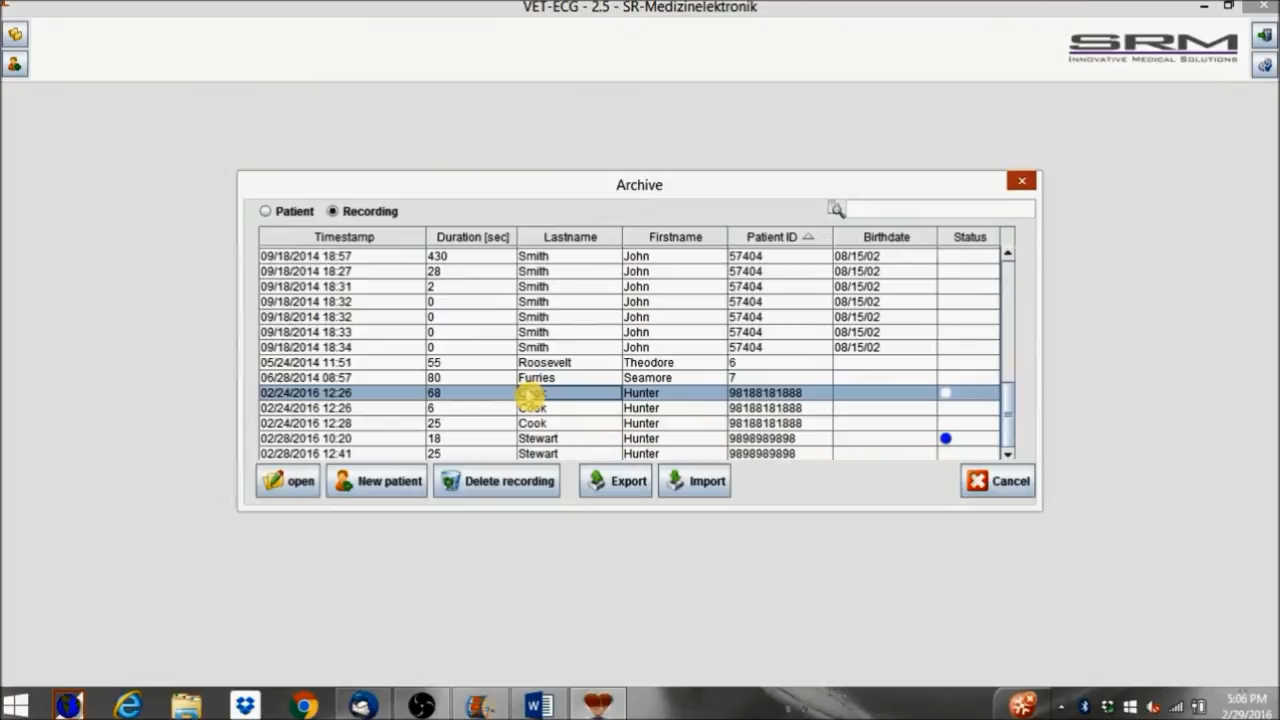 VET-ECG - 2.5 - SR-Medizinelektronik
SRM
INNOVATIVE MEDICAL SOLUTIONS
Archive
Patient Recording
Timestamp Duration [sec] Lastname Firstname Patient ID Birthdate Status
09/18/2014 18:57 430 Smith John 57404 08/15/02
09/18/2014 18:27 28 Smith John 57404 08/15/02
09/18/2014 18:31 2 Smith John 57404 08/15/02
09/18/2014 18:32 0 Smith John 57404 08/15/02
09/18/2014 18:32 0 Smith John 57404 08/15/02
09/18/2014 18:33 0 Smith John 57404 08/15/02
09/18/2014 18:34 0 Smith John 57404 08/15/02
05/24/2014 11:51 55 Roosevelt Theodore 6
06/28/2014 08:57 80 Furries Seamore 7
02/24/2016 12:26 68 Cook Hunter 98188181888
02/24/2016 12:26 6 Cook Hunter 98188181888
02/24/2016 12:28 25 Cook Hunter 98188181888
02/28/2016 10:20 18 Stewart Hunter 9898989898
02/28/2016 12:41 25 Stewart Hunter 9898989898
open New patient Delete recording Export Import Cancel
5:06 PM
2/29/2016